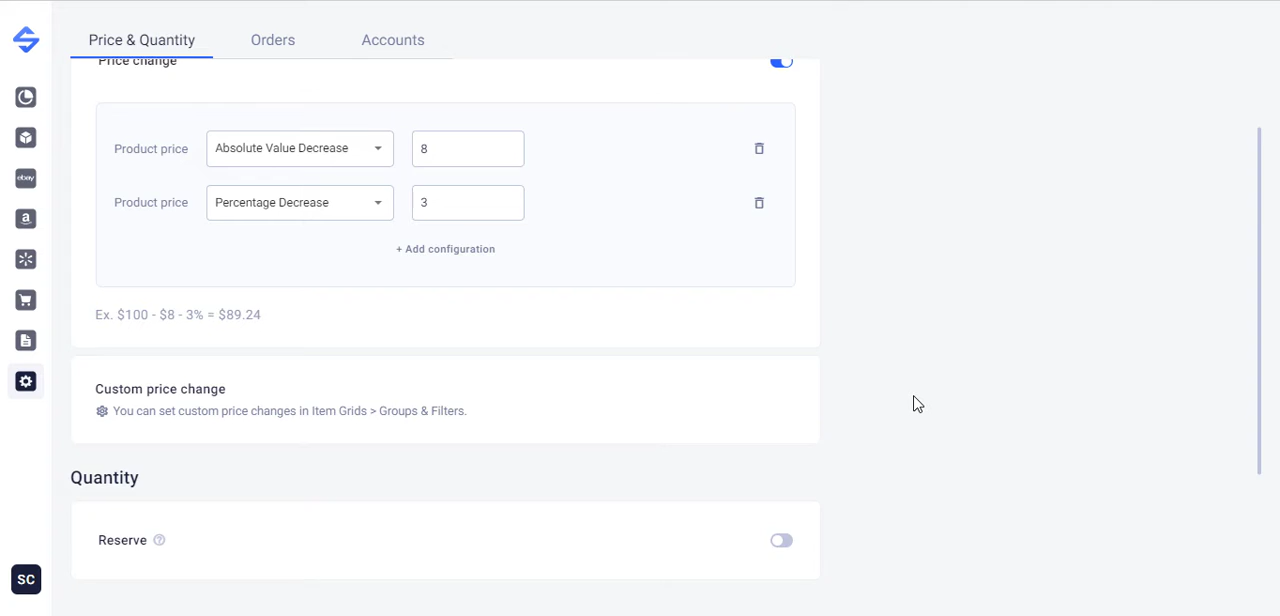 Price & Quantity
Orders
Accounts
Price change
Product price
Absolute Value Decrease
8
Product price
Percentage Decrease
3
+ Add configuration
Ex. $100 - $8 - 3% = $89.24
Custom price change
You can set custom price changes in Item Grids > Groups & Filters.
Quantity
Reserve
ebay
a
SC